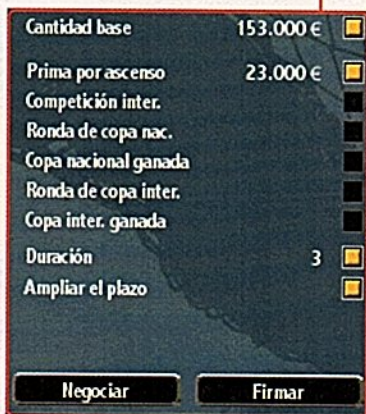 Cantidad base 153.000 €
Prima por ascenso 23.000 €
Competición inter.
Ronda de copa nac.
Copa nacional ganada
Ronda de copa inter.
Copa inter. ganada
Duración 3
Ampliar el plazo
Negociar Firmar